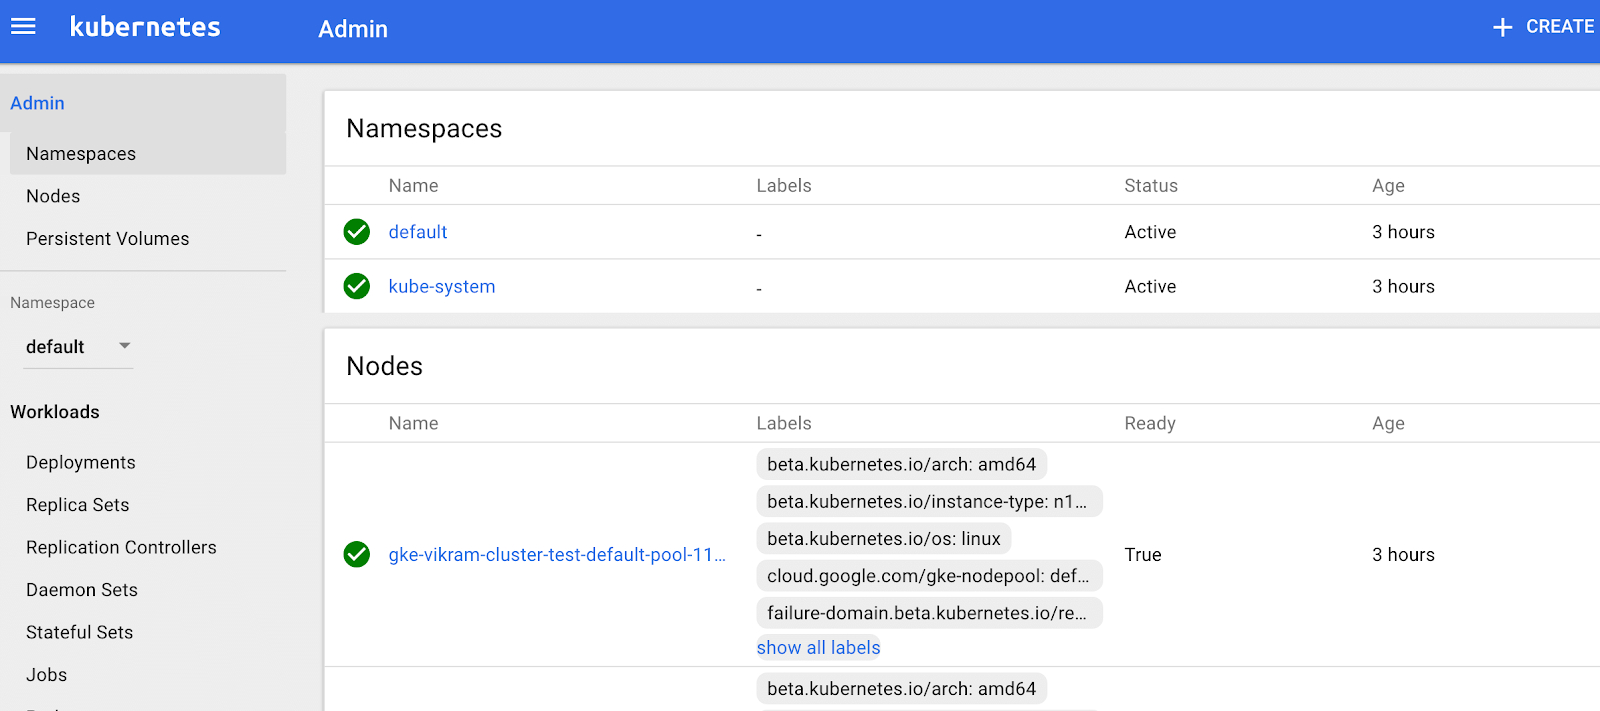 kubernetes
Admin
+ CREATE
Admin
Namespaces
Nodes
Persistent Volumes
Namespace
default
Workloads
Deployments
Replica Sets
Replication Controllers
Daemon Sets
Stateful Sets
Jobs
Namespaces
Name Labels Status Age
default - Active 3 hours
kube-system - Active 3 hours
Nodes
Name Labels Ready Age
beta.kubernetes.io/arch: amd64
beta.kubernetes.io/instance-type: n1...
beta.kubernetes.io/os: linux
gke-vikram-cluster-test-default-pool-11... True 3 hours
cloud.google.com/gke-nodepool: def...
failure-domain.beta.kubernetes.io/re...
show all labels
beta.kubernetes.io/arch: amd64